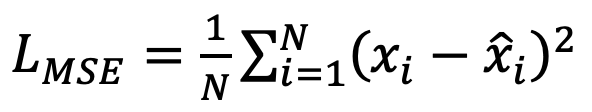 L_{MSE} = \frac{1}{N} \sum_{i=1}^{N} (x_i - \hat{x}_i)^2